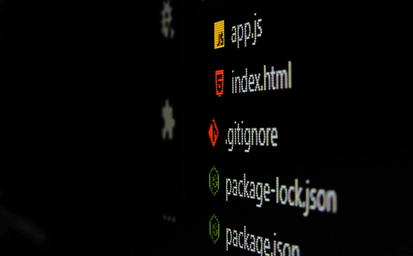 app.js
index.html
.gitignore
package-lock.json
package.json